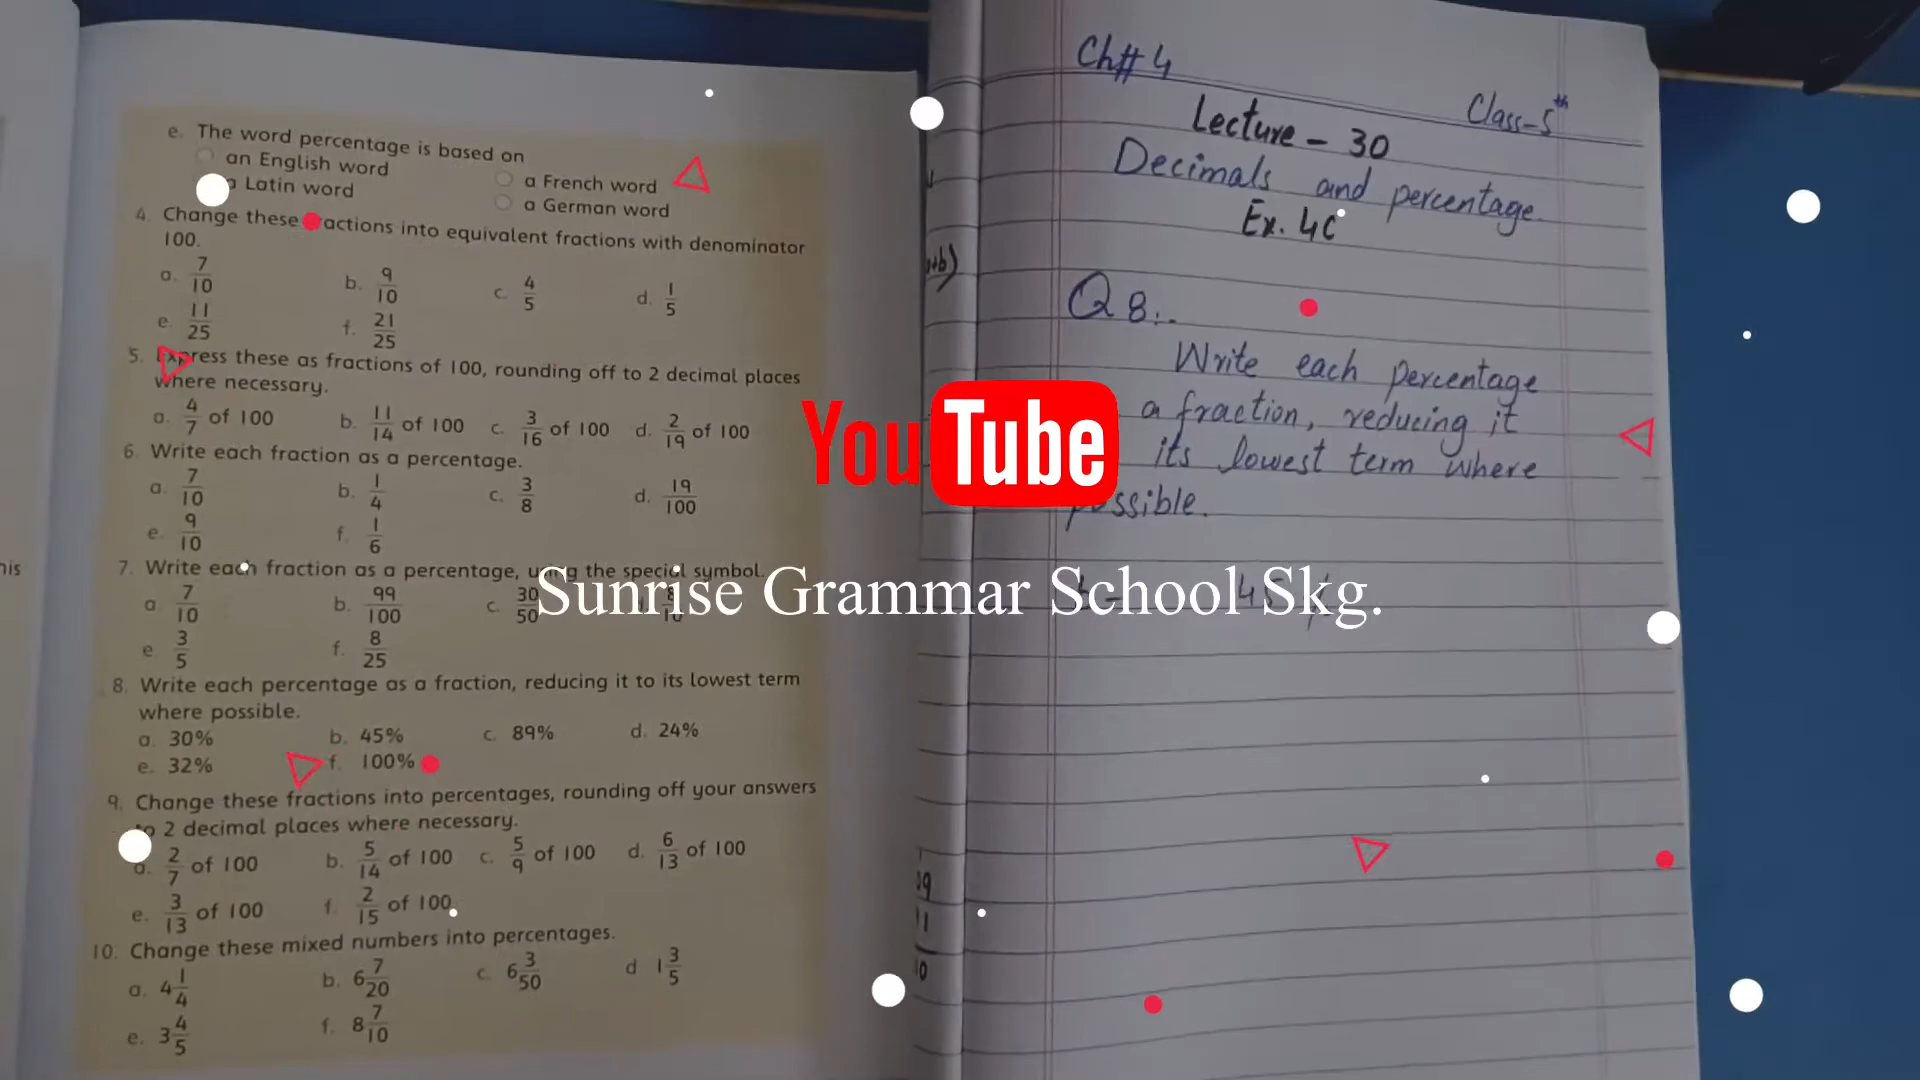 e. The word percentage is based on
an English word
a French word
a Latin word
a German word
4. Change these fractions into equivalent fractions with denominator
100.
a. 7/10 b. 9/10 c. 4/5 d. 1/5
e. 11/25 f. 21/25
5. Express these as fractions of 100, rounding off to 2 decimal places
where necessary.
a. 4/7 of 100 b. 11/14 of 100 c. 3/16 of 100 d. 2/19 of 100
6. Write each fraction as a percentage.
a. 7/10 b. 1/4 c. 3/8 d. 19/100
e. 9/10 f. 1/6
7. Write each fraction as a percentage, using the special symbol.
a 7/10 b. 99/100 c. 30/50
e. 3/5 f. 8/25
8. Write each percentage as a fraction, reducing it to its lowest term
where possible.
a. 30% b. 45% c. 89% d. 24%
e. 32% f. 100%
9. Change these fractions into percentages, rounding off your answers
to 2 decimal places where necessary.
a. 2/7 of 100 b. 5/14 of 100 c. 5/9 of 100 d. 6/13 of 100
e. 3/13 of 100 f. 2/15 of 100
10. Change these mixed numbers into percentages.
a. 4 1/4 b. 6 7/20 c. 6 3/50 d 1 3/5
e. 3 4/5 f. 8 7/10
Ch# 4
Class-5th
Lecture - 30
Decimals and percentage
Ex. 4C
Q 8:-
Write each percentage
a fraction, reducing it
its lowest term where
possible.
45
YouTube
Sunrise Grammar School Skg.